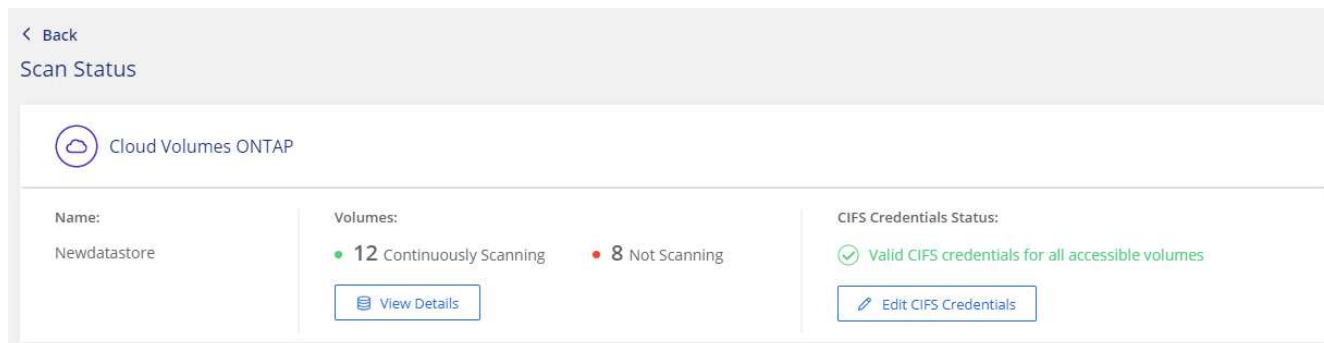 Back
Scan Status
Cloud Volumes ONTAP
Name:
Newdatastore
Volumes:
12 Continuously Scanning
8 Not Scanning
View Details
CIFS Credentials Status:
Valid CIFS credentials for all accessible volumes
Edit CIFS Credentials